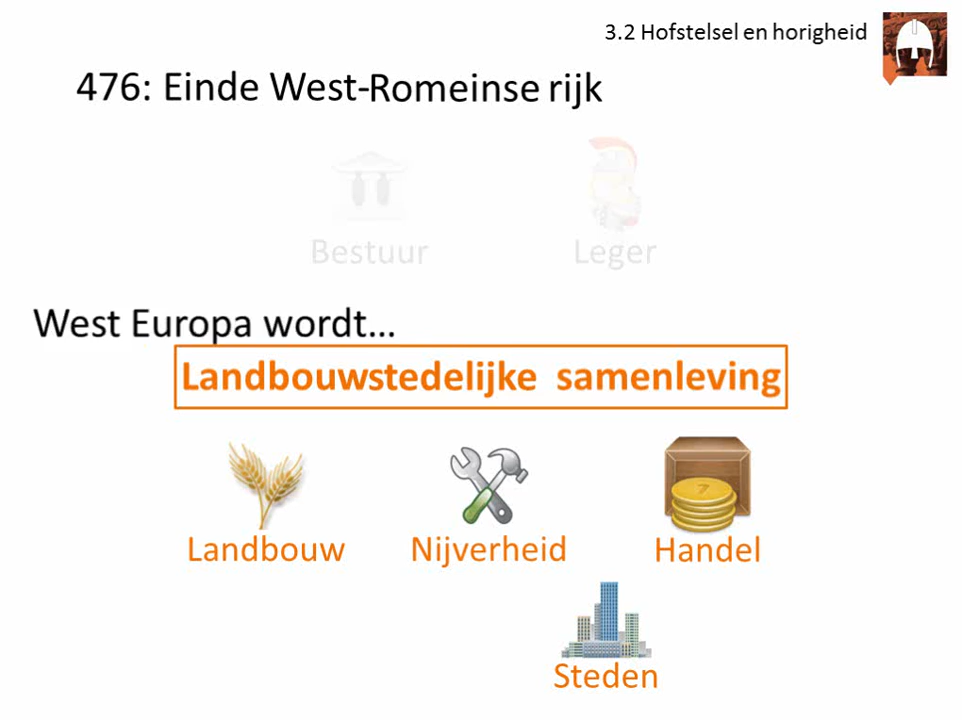 3.2 Hofstelsel en horigheid
476: Einde West-Romeinse rijk
Bestuur Leger
West Europa wordt...
Landbouwstedelijke samenleving
Landbouw Nijverheid Handel
Steden